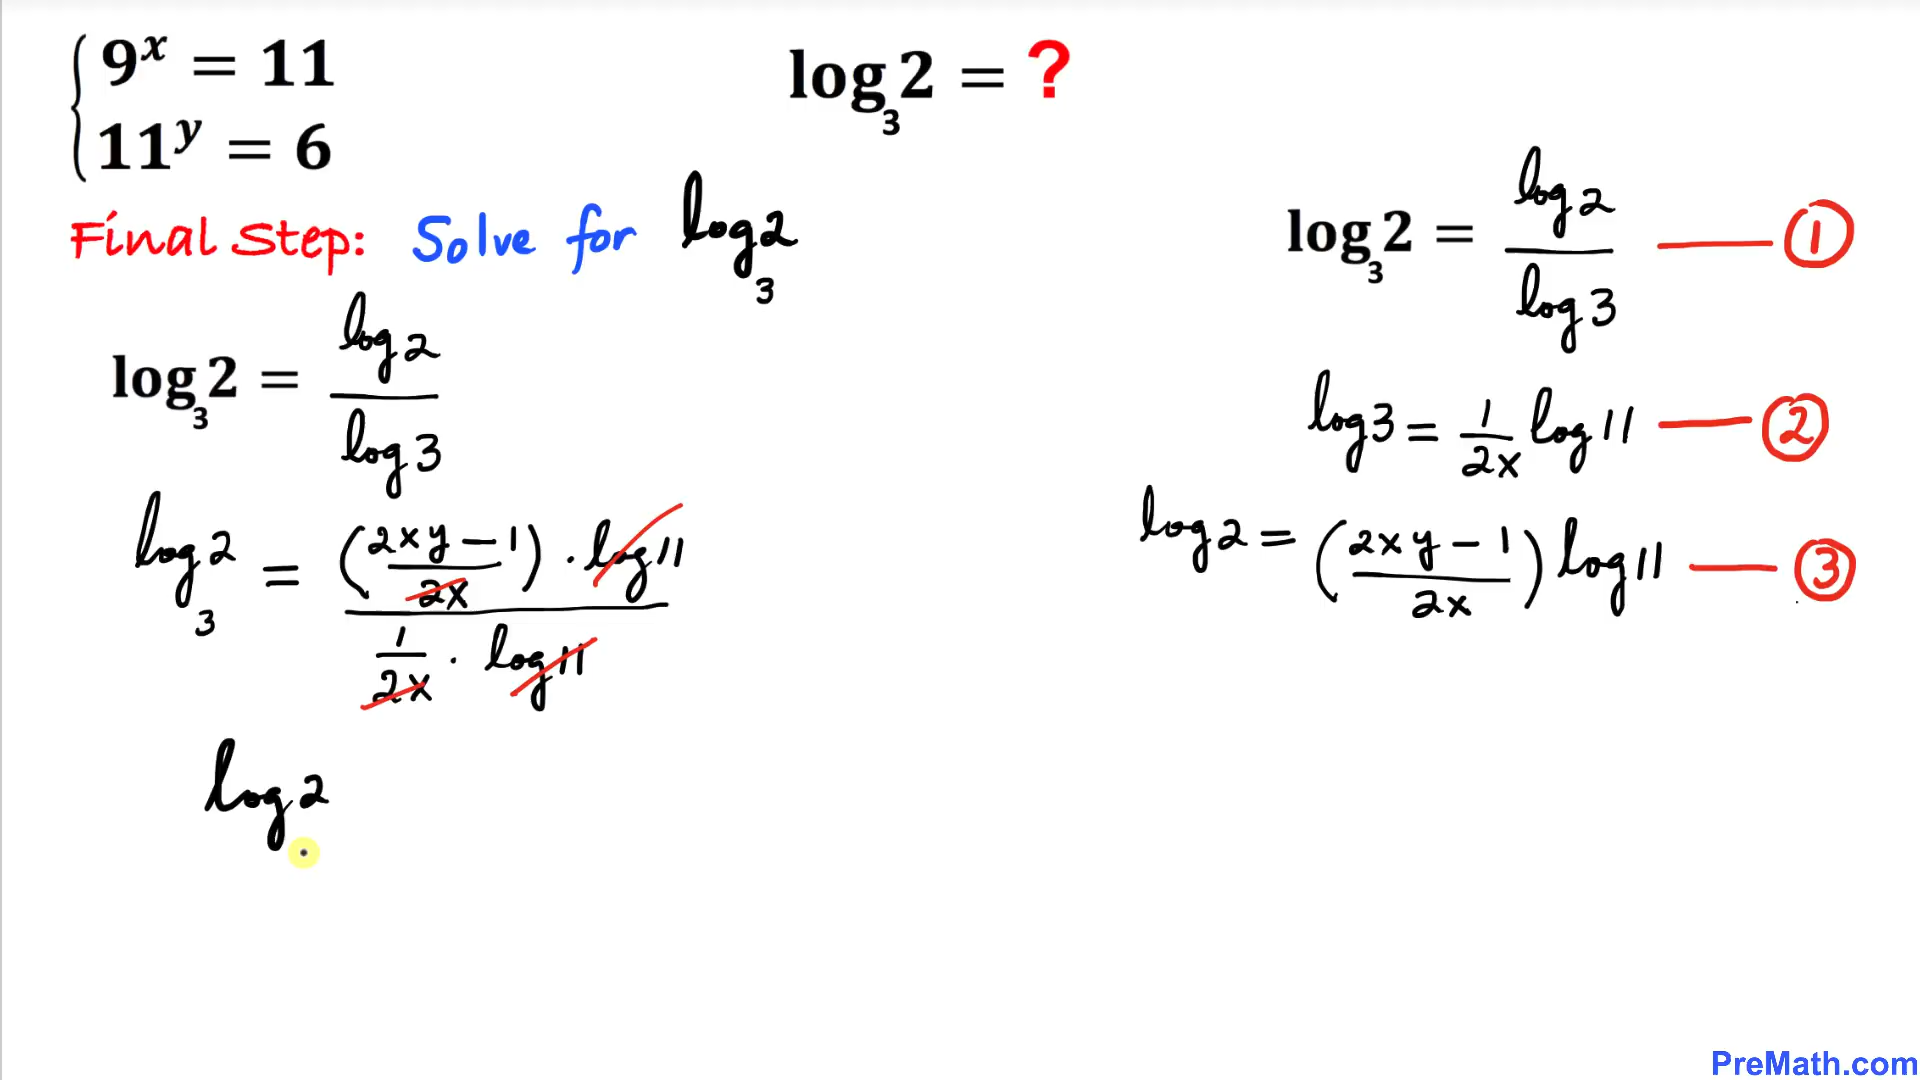 9^x = 11
11^y = 6
log_3 2 = ?
Final Step: Solve for log_3 2
log_3 2 = log 2 / log 3
log_3 2 = (2xy - 1 / 2x) · log 11 / 1/2x · log 11
log 2
log_3 2 = log 2 / log 3 — 1
log 3 = 1/2x log 11 — 2
log 2 = (2xy - 1 / 2x) log 11 — 3
PreMath.com